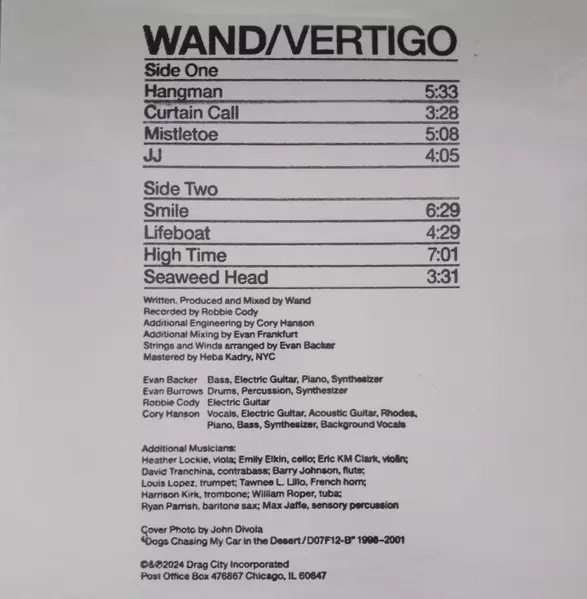 WAND/VERTIGO
Side One
Hangman 5:33
Curtain Call 3:28
Mistletoe 5:08
JJ 4:05
Side Two
Smile 6:29
Lifeboat 4:29
High Time 7:01
Seaweed Head 3:31
Written, Produced and Mixed by Wand
Recorded by Robbie Cody
Additional Engineering by Cory Hanson
Additional Mixing by Evan Frankfurt
Strings and Winds arranged by Evan Backer
Mastered by Heba Kadry, NYC
Evan Backer Bass, Electric Guitar, Piano, Synthesizer
Evan Burrows Drums, Percussion, Synthesizer
Robbie Cody Electric Guitar
Cory Hanson Vocals, Electric Guitar, Acoustic Guitar, Rhodes,
Piano, Bass, Synthesizer, Background Vocals
Additional Musicians:
Heather Lockie, viola; Emily Elkin, cello; Eric KM Clark, violin;
David Tranchina, contrabass; Barry Johnson, flute;
Louis Lopez, trumpet; Tawnee L. Lillo, French horn;
Harrison Kirk, trombone; William Roper, tuba;
Ryan Parrish, baritone sax; Max Jaffe, sensory percussion
Cover Photo by John Divola
"Dogs Chasing My Car in the Desert/D07F12-B" 1996-2001
©&℗2024 Drag City Incorporated
Post Office Box 476867 Chicago, IL 60647